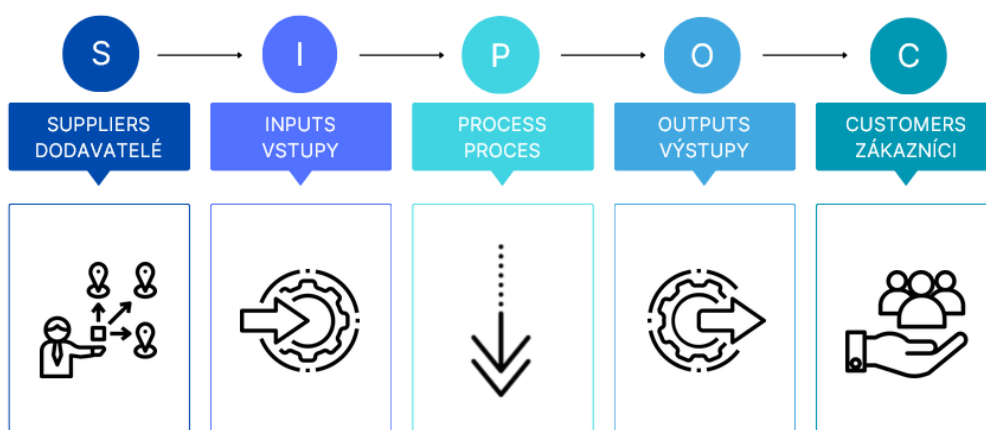 S
I
P
O
C
SUPPLIERS
DODAVATELÉ
INPUTS
VSTUPY
PROCESS
PROCES
OUTPUTS
VÝSTUPY
CUSTOMERS
ZÁKAZNÍCI